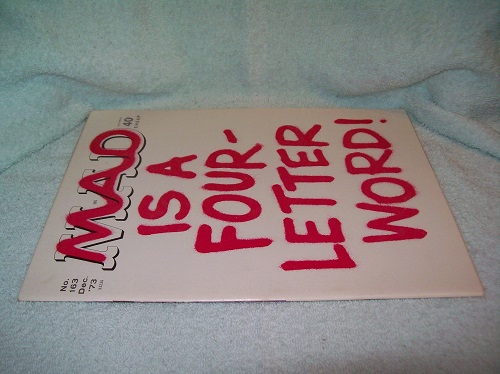 No.
163
Dec.
'73
MAD
40
IS A
FOUR-
LETTER
WORD!